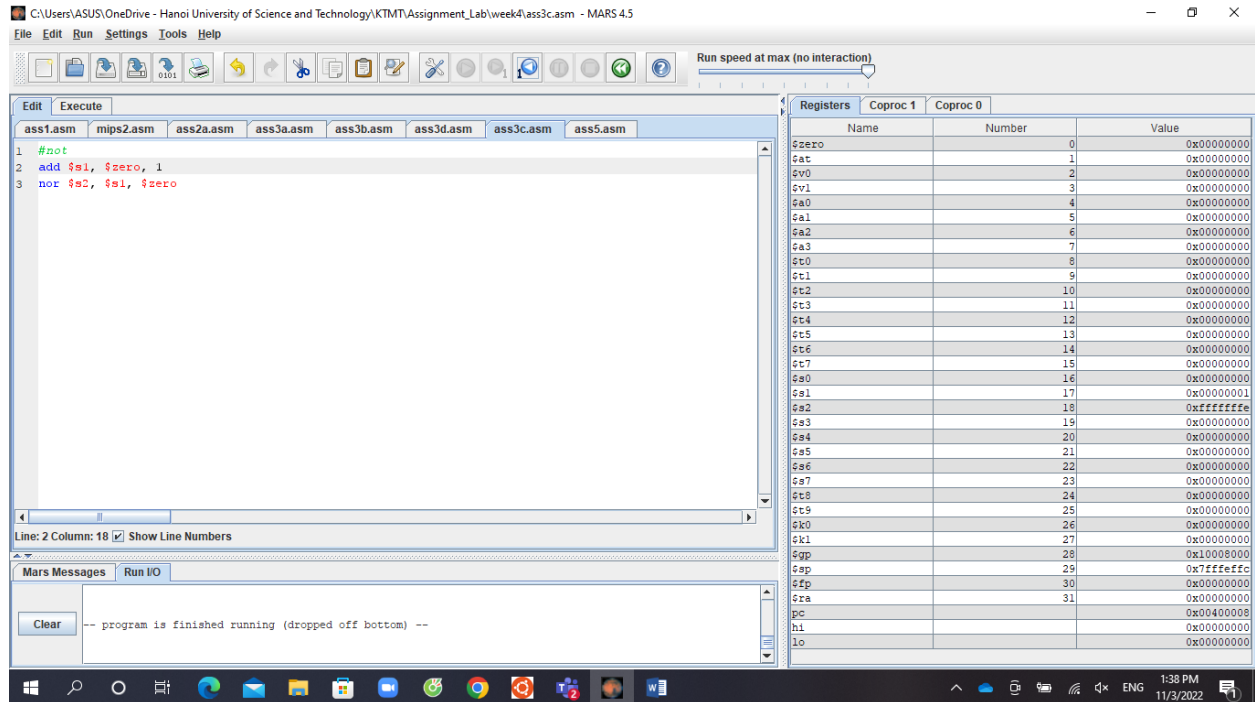 C:\Users\ASUS\OneDrive - Hanoi University of Science and Technology\KTMT\Assignment_Lab\week4\ass3c.asm - MARS 4.5
File Edit Run Settings Tools Help
Run speed at max (no interaction)
Edit Execute
ass1.asm mips2.asm ass2a.asm ass3a.asm ass3b.asm ass3d.asm ass3c.asm ass5.asm
1 #not
2 add $s1, $zero, 1
3 nor $s2, $s1, $zero
Line: 2 Column: 18 Show Line Numbers
Mars Messages Run I/O
Clear
-- program is finished running (dropped off bottom) --
Registers Coproc 1 Coproc 0
Name Number Value
$zero 0 0x00000000
$at 1 0x00000000
$v0 2 0x00000000
$v1 3 0x00000000
$a0 4 0x00000000
$a1 5 0x00000000
$a2 6 0x00000000
$a3 7 0x00000000
$t0 8 0x00000000
$t1 9 0x00000000
$t2 10 0x00000000
$t3 11 0x00000000
$t4 12 0x00000000
$t5 13 0x00000000
$t6 14 0x00000000
$t7 15 0x00000000
$s0 16 0x00000000
$s1 17 0x00000001
$s2 18 0xfffffffe
$s3 19 0x00000000
$s4 20 0x00000000
$s5 21 0x00000000
$s6 22 0x00000000
$s7 23 0x00000000
$t8 24 0x00000000
$t9 25 0x00000000
$k0 26 0x00000000
$k1 27 0x00000000
$gp 28 0x10008000
$sp 29 0x7fffeffc
$fp 30 0x00000000
$ra 31 0x00000000
pc 0x00400008
hi 0x00000000
lo 0x00000000
ENG
1:38 PM
11/3/2022